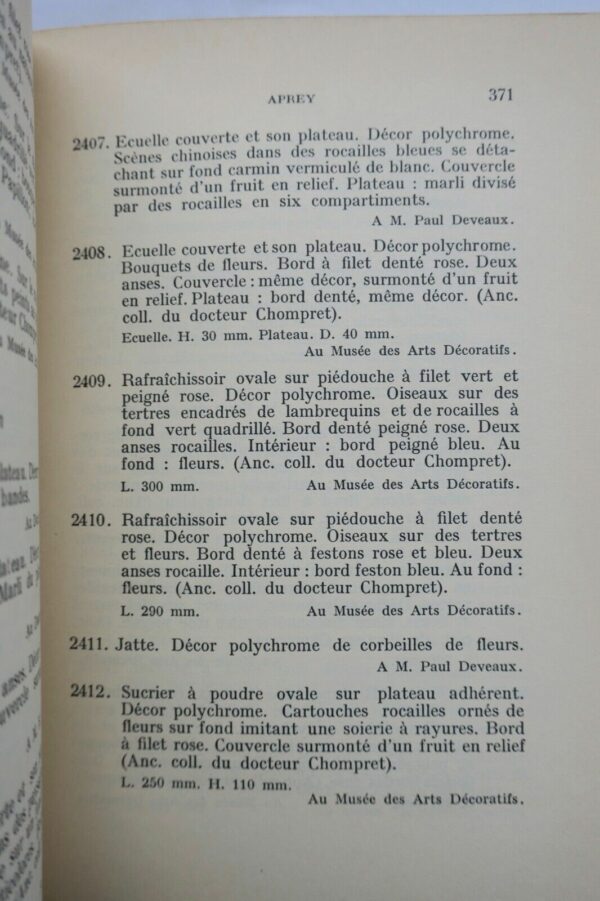 APREY 371
2407. Ecuelle couverte et son plateau. Décor polychrome.
Scènes chinoises dans des rocailles bleues se déta-
chant sur fond carmin vermiculé de blanc. Couvercle
surmonté d'un fruit en relief. Plateau : marli divisé
par des rocailles en six compartiments.
A M. Paul Deveaux.
2408. Ecuelle couverte et son plateau. Décor polychrome.
Bouquets de fleurs. Bord à filet denté rose. Deux
anses. Couvercle : même décor, surmonté d'un fruit
en relief. Plateau : bord denté, même décor. (Anc.
coll. du docteur Chompret).
Ecuelle. H. 30 mm. Plateau. D. 40 mm.
Au Musée des Arts Décoratifs.
2409. Rafraîchissoir ovale sur piédouche à filet vert et
peigné rose. Décor polychrome. Oiseaux sur des
tertres encadrés de lambrequins et de rocailles à
fond vert quadrillé. Bord denté peigné rose. Deux
anses rocailles. Intérieur : bord peigné bleu. Au
fond : fleurs. (Anc. coll. du docteur Chompret).
L. 300 mm. Au Musée des Arts Décoratifs.
2410. Rafraîchissoir ovale sur piédouche à filet denté
rose. Décor polychrome. Oiseaux sur des tertres
et fleurs. Bord denté à festons rose et bleu. Deux
anses rocaille. Intérieur : bord feston bleu. Au fond :
fleurs. (Anc. coll. du docteur Chompret).
L. 290 mm. Au Musée des Arts Décoratifs.
2411. Jatte. Décor polychrome de corbeilles de fleurs.
A M. Paul Deveaux.
2412. Sucrier à poudre ovale sur plateau adhérent.
Décor polychrome. Cartouches rocailles ornés de
fleurs sur fond imitant une soierie à rayures. Bord
à filet rose. Couvercle surmonté d'un fruit en relief
(Anc. coll. du docteur Chompret).
L. 250 mm. H. 110 mm.
Au Musée des Arts Décoratifs.